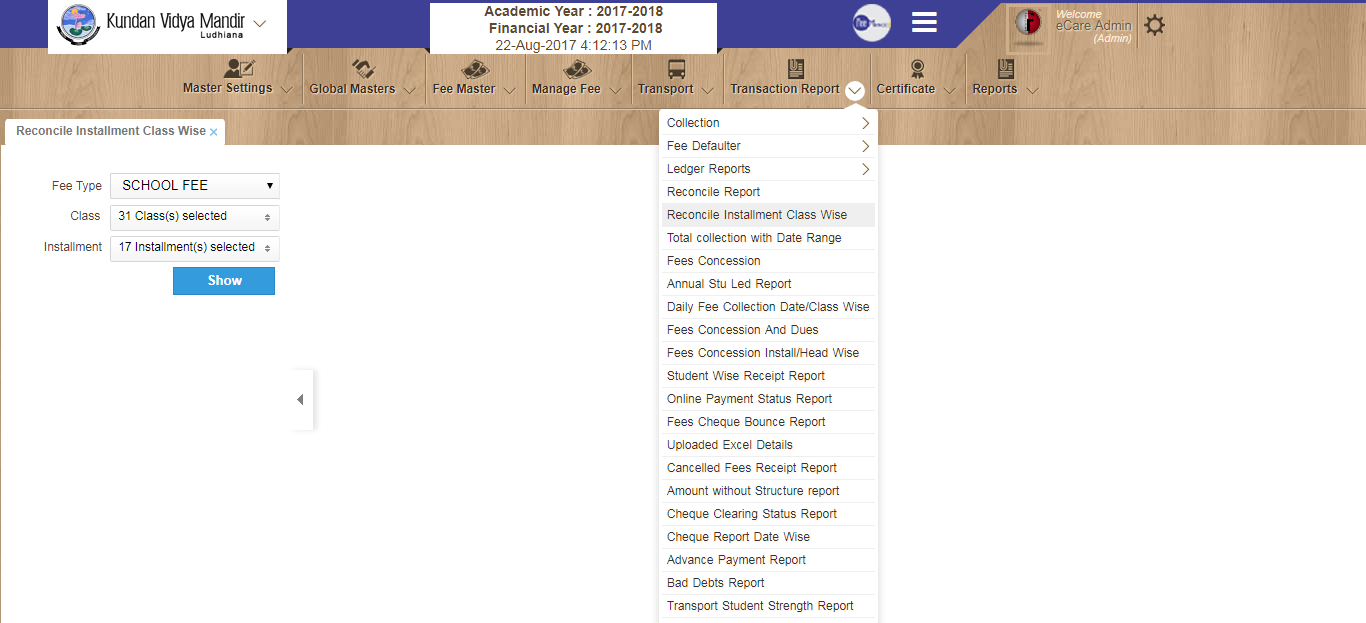 Kundan Vidya Mandir
Ludhiana
Academic Year : 2017-2018
Financial Year : 2017-2018
22-Aug-2017 4:12:13 PM
Welcome
eCare Admin
(Admin)
Master Settings
Global Masters
Fee Master
Manage Fee
Transport
Transaction Report
Certificate
Reports
Reconcile Installment Class Wise ×
Fee Type
SCHOOL FEE
Class
31 Class(s) selected
Installment
17 Installment(s) selected
Show
Collection
Fee Defaulter
Ledger Reports
Reconcile Report
Reconcile Installment Class Wise
Total collection with Date Range
Fees Concession
Annual Stu Led Report
Daily Fee Collection Date/Class Wise
Fees Concession And Dues
Fees Concession Install/Head Wise
Student Wise Receipt Report
Online Payment Status Report
Fees Cheque Bounce Report
Uploaded Excel Details
Cancelled Fees Receipt Report
Amount without Structure report
Cheque Clearing Status Report
Cheque Report Date Wise
Advance Payment Report
Bad Debts Report
Transport Student Strength Report